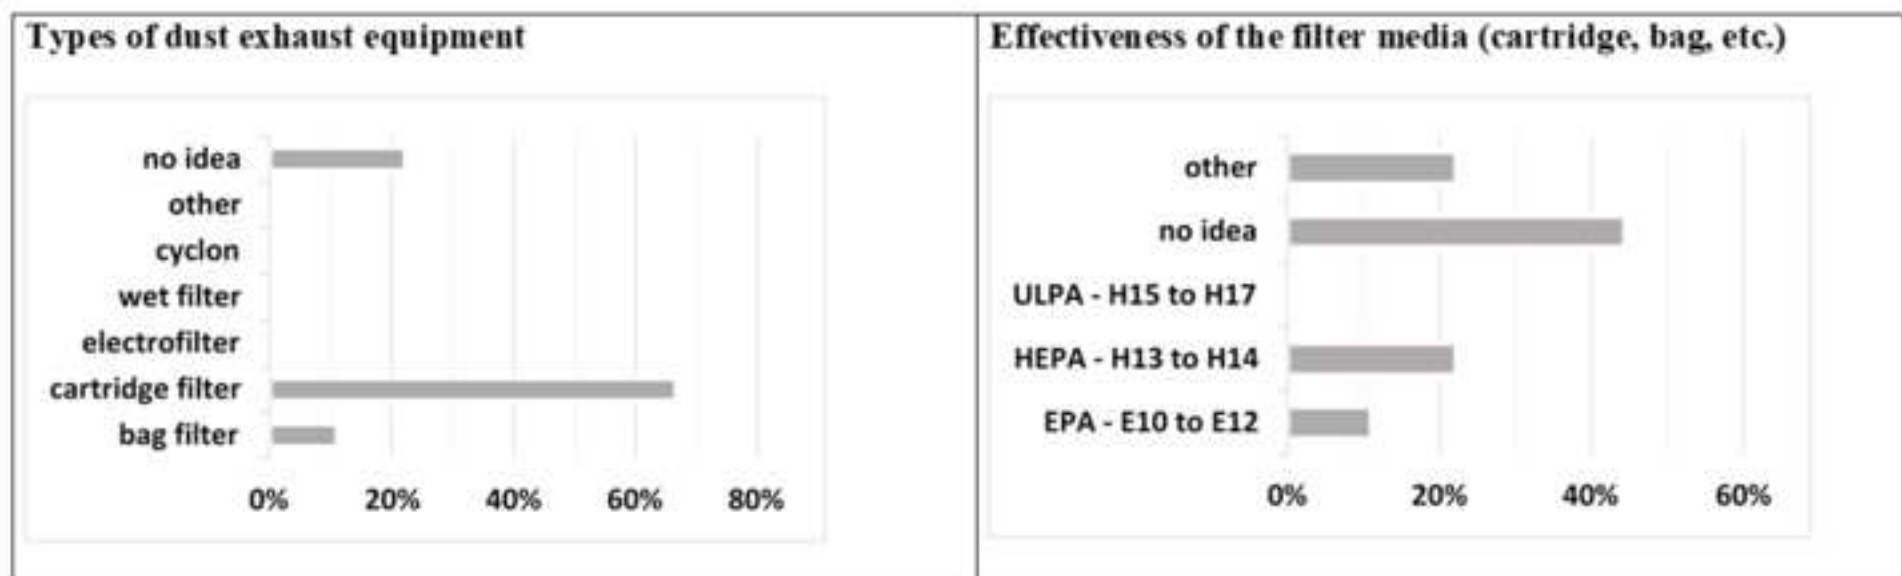 Types of dust exhaust equipment
no idea
other
cyclon
wet filter
electrofilter
cartridge filter
bag filter
0% 20% 40% 60% 80%
Effectiveness of the filter media (cartridge, bag, etc.)
other
no idea
ULPA - H15 to H17
HEPA - H13 to H14
EPA - E10 to E12
0% 20% 40% 60%